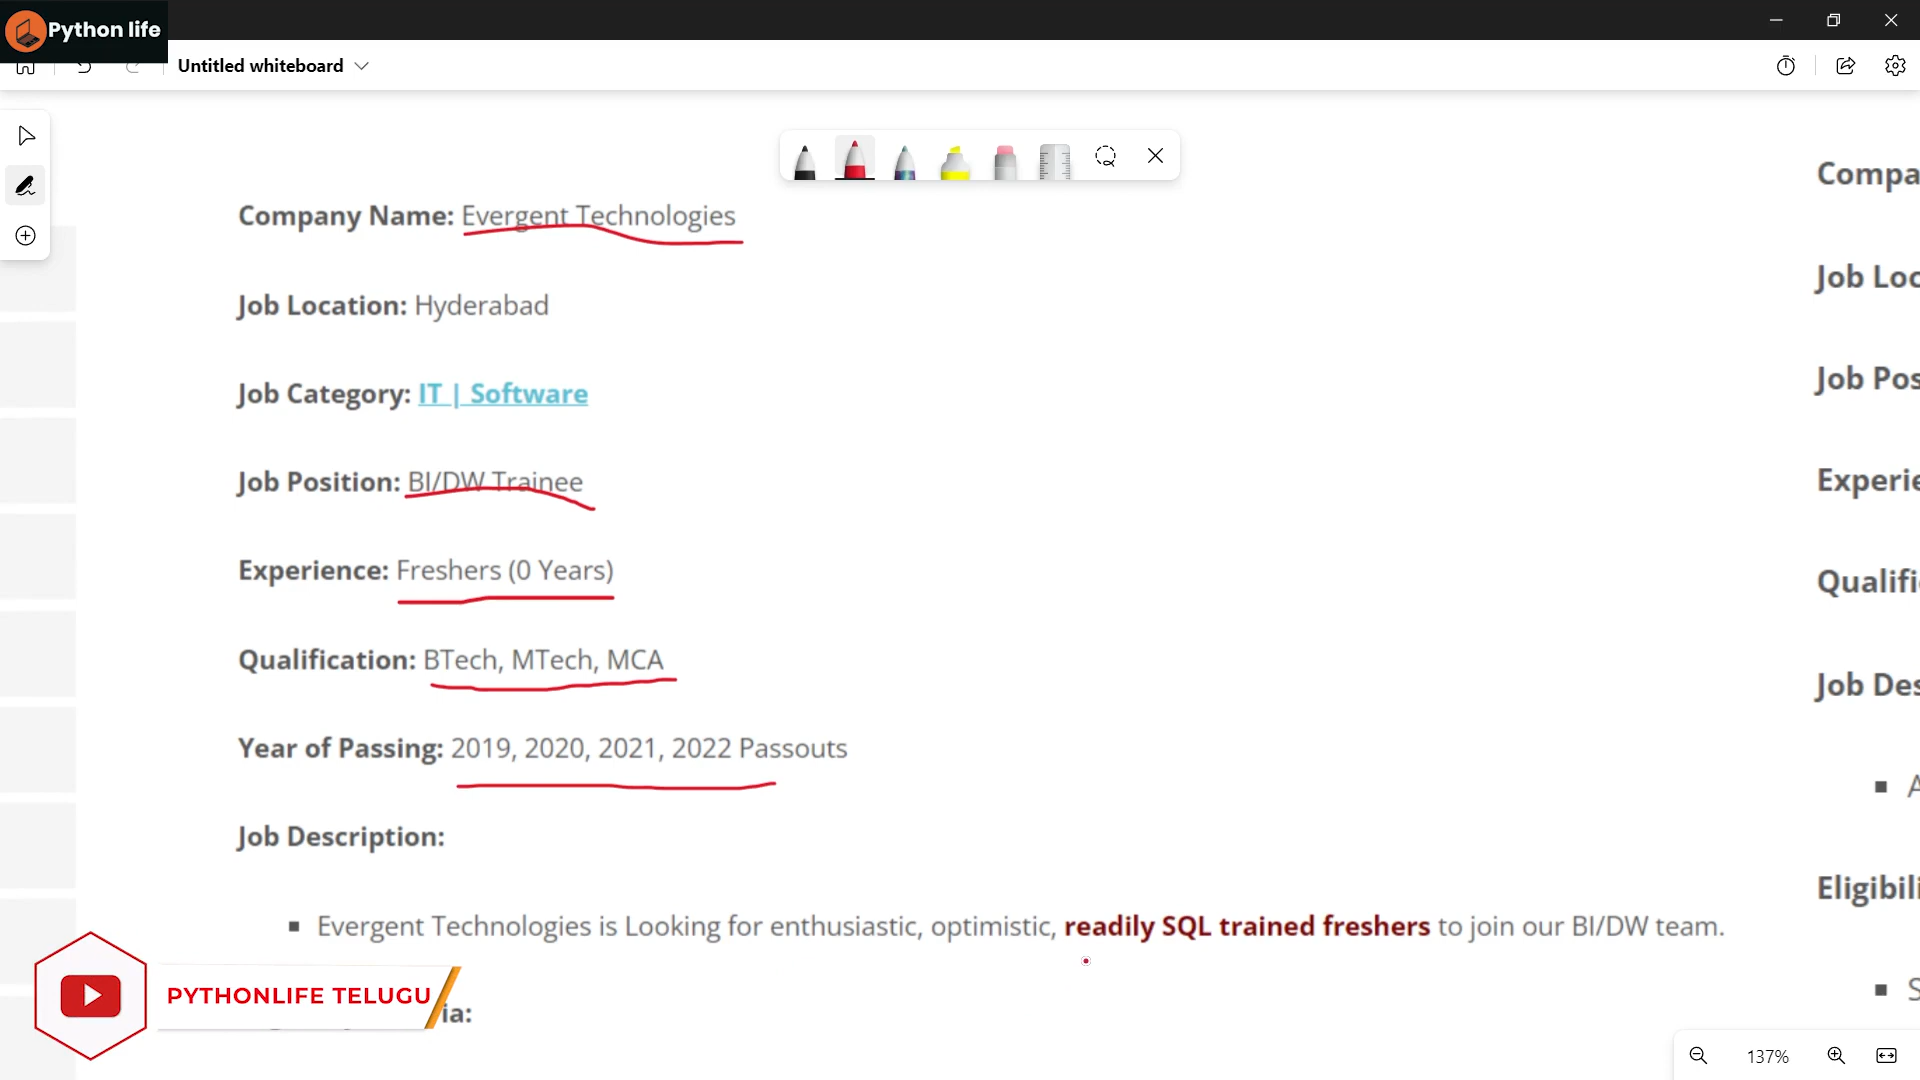 Python life
Untitled whiteboard
Company Name: Evergent Technologies
Job Location: Hyderabad
Job Category: IT | Software
Job Position: BI/DW Trainee
Experience: Freshers (0 Years)
Qualification: BTech, MTech, MCA
Year of Passing: 2019, 2020, 2021, 2022 Passouts
Job Description:
▪ Evergent Technologies is Looking for enthusiastic, optimistic, readily SQL trained freshers to join our BI/DW team.
PYTHONLIFE TELUGU
ia:
Compa
Job Loc
Job Pos
Experie
Qualifi
Job Des
▪ A
Eligibili
▪ S
137%